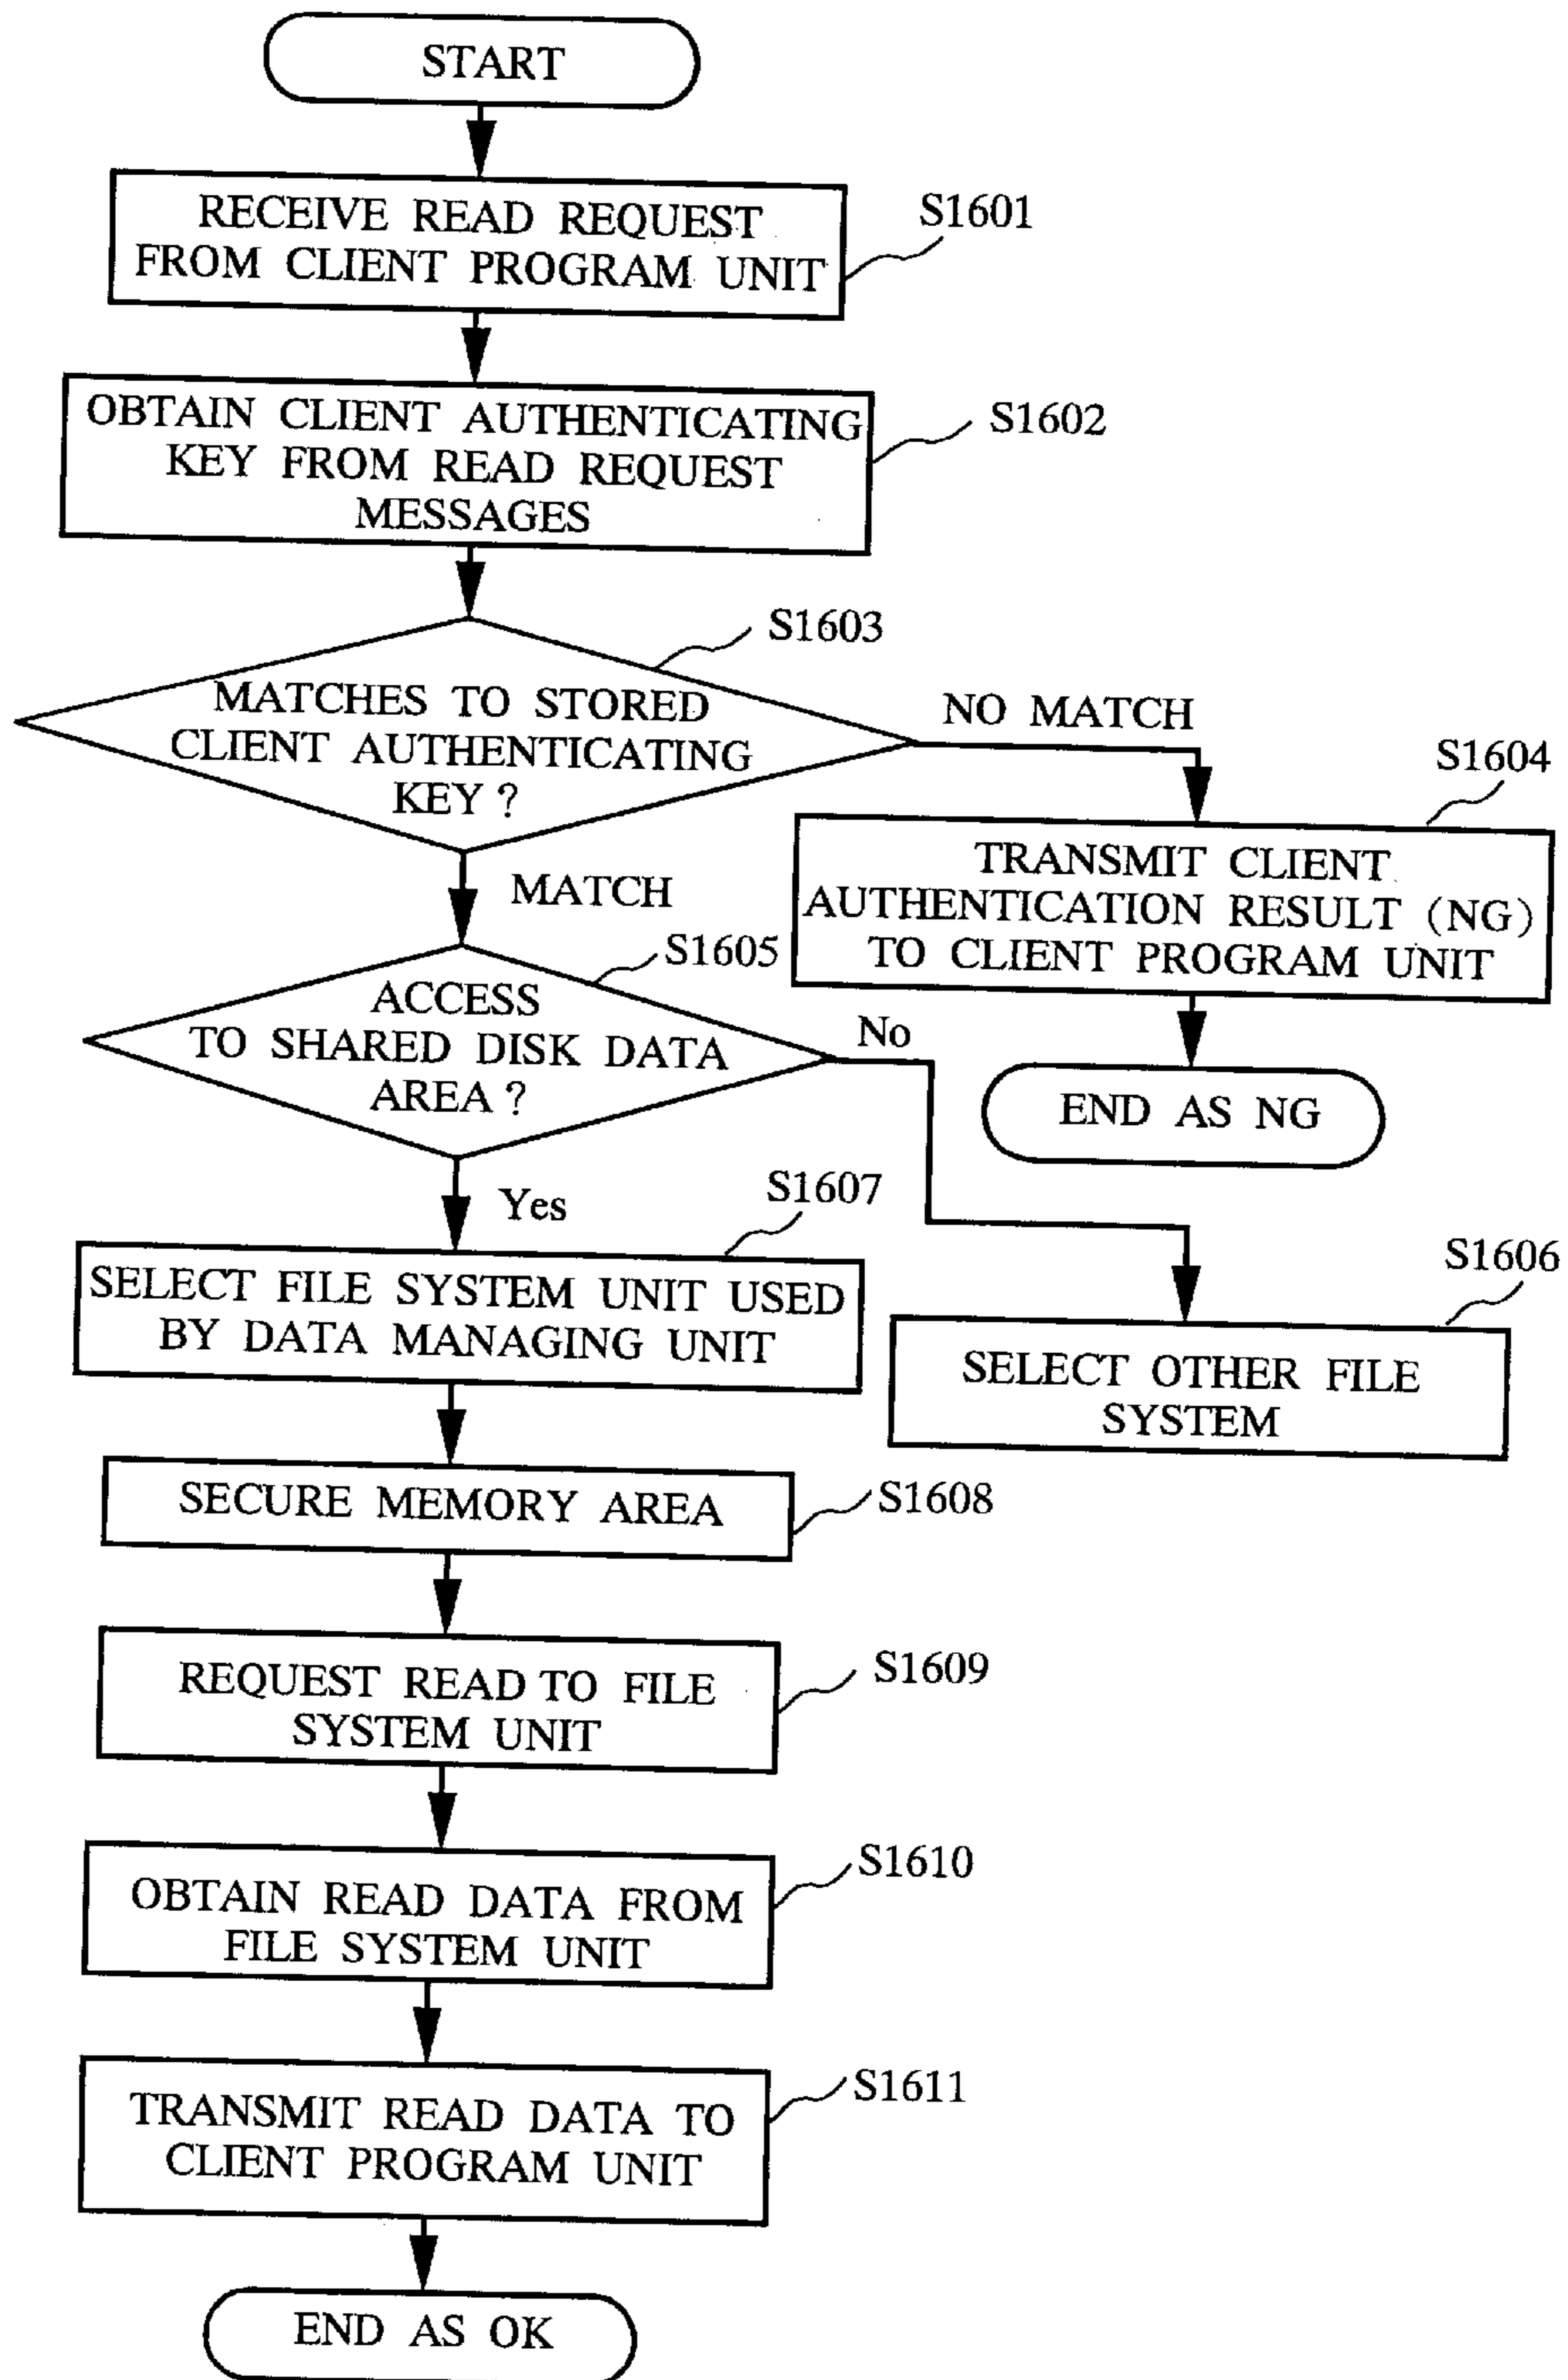 START
RECEIVE READ REQUEST
FROM CLIENT PROGRAM UNIT
S1601
OBTAIN CLIENT AUTHENTICATING
KEY FROM READ REQUEST
MESSAGES
S1602
S1603
MATCHES TO STORED
CLIENT AUTHENTICATING
KEY ?
NO MATCH
S1604
TRANSMIT CLIENT
AUTHENTICATION RESULT (NG)
TO CLIENT PROGRAM UNIT
MATCH
S1605
ACCESS
TO SHARED DISK DATA
AREA ?
No
END AS NG
Yes
S1607
SELECT FILE SYSTEM UNIT USED
BY DATA MANAGING UNIT
S1606
SELECT OTHER FILE
SYSTEM
SECURE MEMORY AREA
S1608
REQUEST READ TO FILE
SYSTEM UNIT
S1609
OBTAIN READ DATA FROM
FILE SYSTEM UNIT
S1610
TRANSMIT READ DATA TO
CLIENT PROGRAM UNIT
S1611
END AS OK